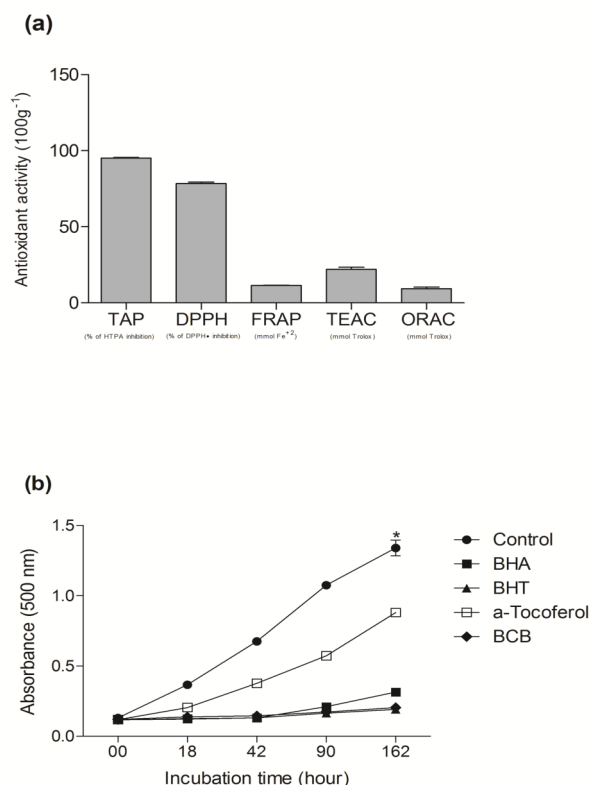 (a)
Antioxidant activity (100g-1)
150
100
50
0
TAP DPPH FRAP TEAC ORAC
(% of HTPA inhibition) (% of DPPH• inhibition) (mmol Fe+2) (mmol Trolox) (mmol Trolox)
(b)
Absorbance (500 nm)
1.5
1.0
0.5
0.0
*
00 18 42 90 162
Incubation time (hour)
Control
BHA
BHT
a-Tocoferol
BCB